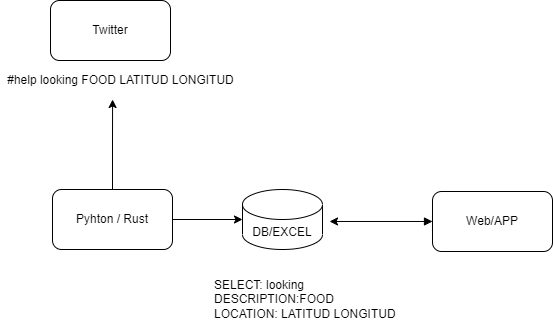 Twitter
#help looking FOOD LATITUD LONGITUD
Pyhton / Rust
DB/EXCEL
Web/APP
SELECT: looking
DESCRIPTION:FOOD
LOCATION: LATITUD LONGITUD